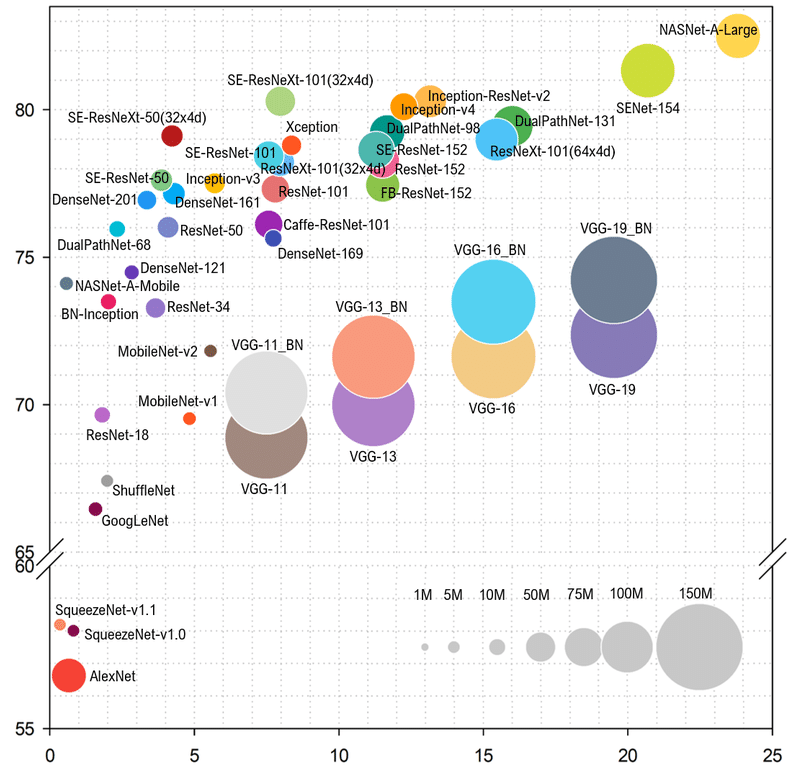 NASNet-A-Large
SE-ResNeXt-101(32x4d)
Inception-ResNet-v2
80
Inception-v4
SENet-154
SE-ResNeXt-50(32x4d)
DualPathNet-131
Xception
DualPathNet-98
SE-ResNet-101
SE-ResNet-152
ResNeXt-101(64x4d)
ResNeXt-101(32x4d)
ResNet-152
SE-ResNet-50
Inception-v3
ResNet-101
FB-ResNet-152
DenseNet-201
DenseNet-161
Caffe-ResNet-101
ResNet-50
DualPathNet-68
DenseNet-169
VGG-16_BN
VGG-19_BN
75
DenseNet-121
NASNet-A-Mobile
BN-Inception
ResNet-34
VGG-13_BN
MobileNet-v2
VGG-11_BN
VGG-19
MobileNet-v1
70
VGG-16
ResNet-18
VGG-13
ShuffleNet
VGG-11
GoogLeNet
65
60
1M 5M 10M 50M 75M 100M 150M
SqueezeNet-v1.1
SqueezeNet-v1.0
AlexNet
55
0 5 10 15 20 25